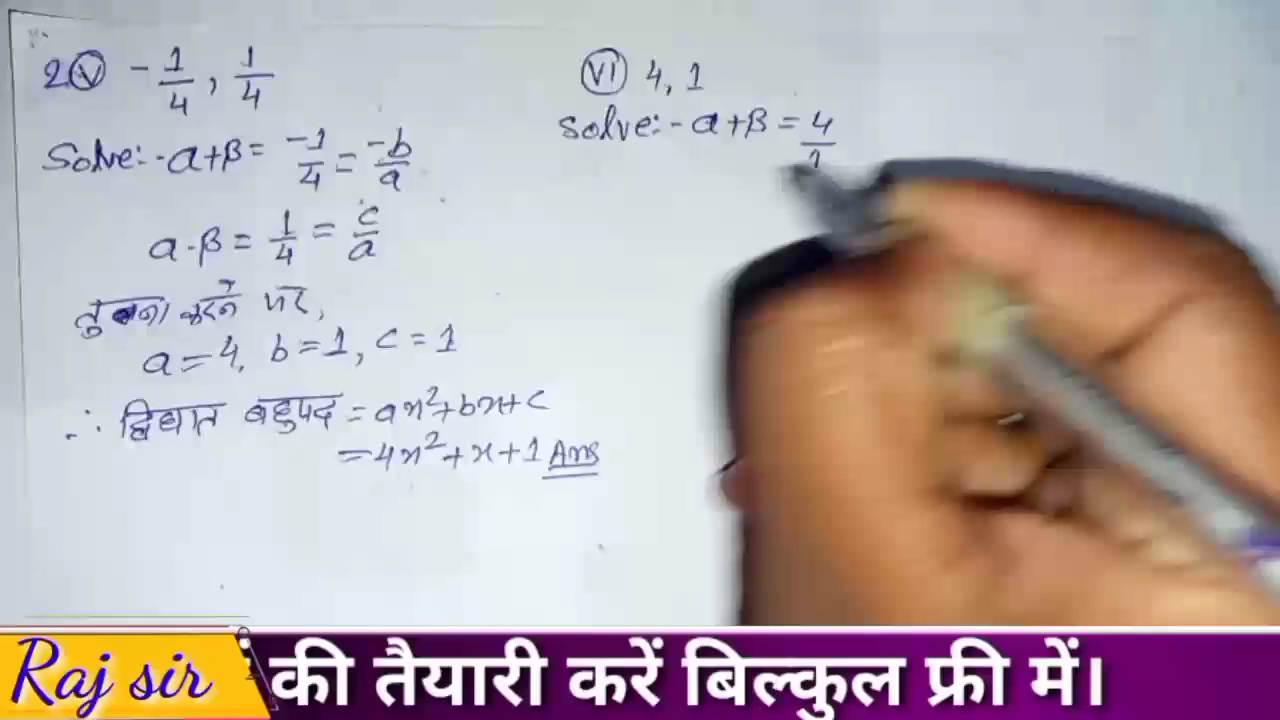 2(V) -1/4, 1/4
Solve:- α+β = -1/4 = -b/a
α·β = 1/4 = c/a
तुलना करने पर,
a=4, b=1, c=1
∴ द्विघात बहुपद = ax²+bx+c
= 4x²+x+1 Ans
(VI) 4, 1
Solve:- α+β = 4/1
Raj sir
की तैयारी करें बिल्कुल फ्री में।